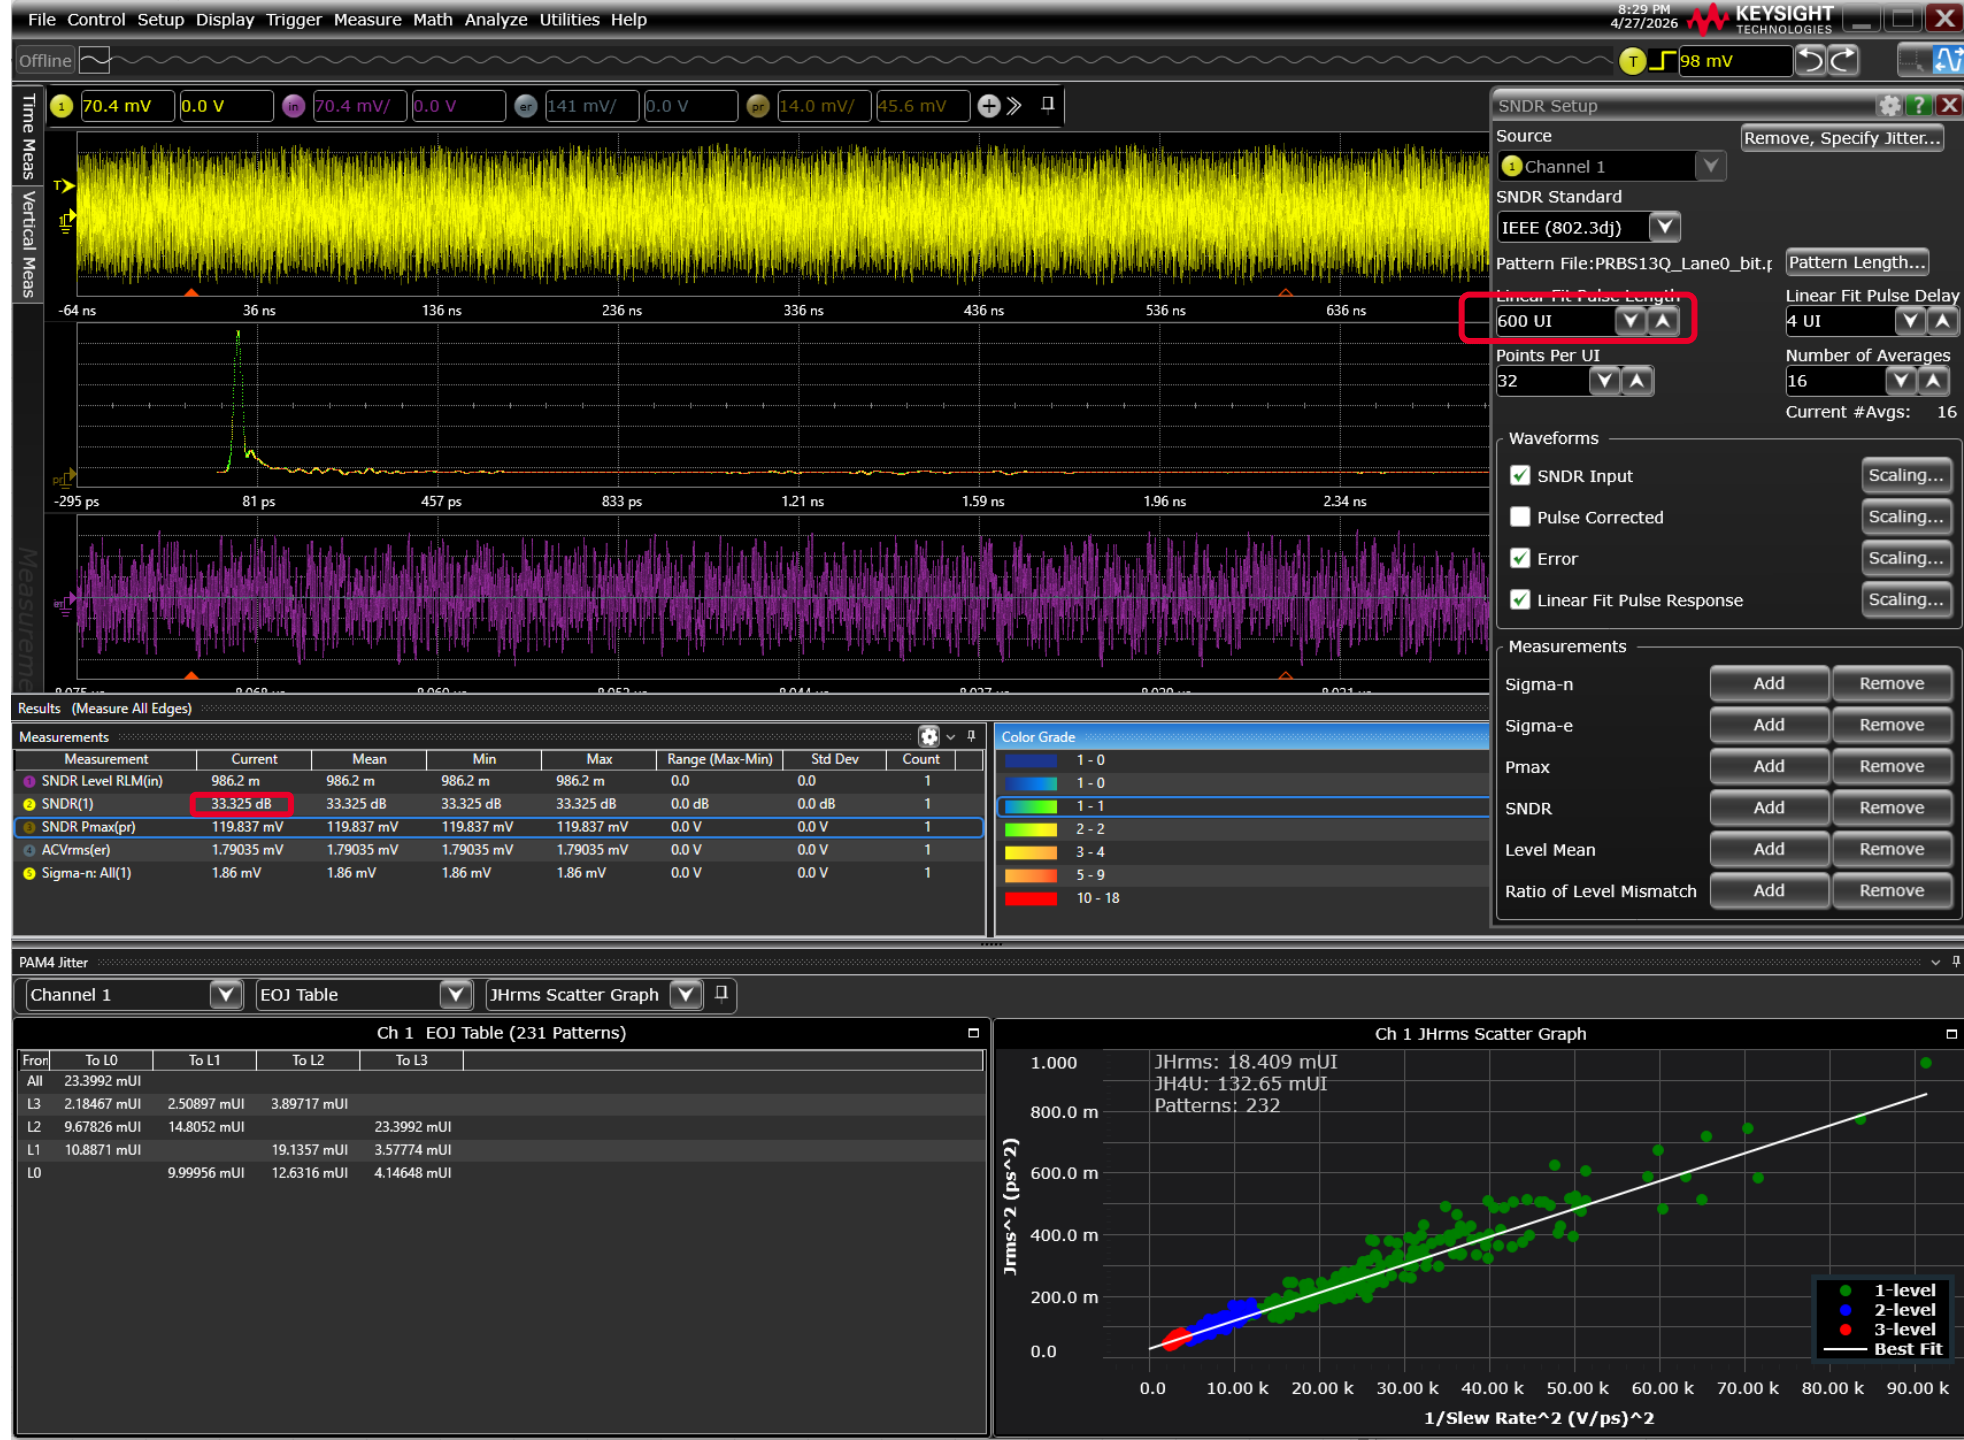 File Control Setup Display Trigger Measure Math Analyze Utilities Help
8:29 PM
4/27/2026
KEYSIGHT
TECHNOLOGIES
Offline
T
98 mV
Time Meas
Vertical Meas
1 70.4 mV 0.0 V in 70.4 mV/ 0.0 V er 141 mV/ 0.0 V pr 14.0 mV/ 45.6 mV
-64 ns 36 ns 136 ns 236 ns 336 ns 436 ns 536 ns 636 ns
-295 ps 81 ps 457 ps 833 ps 1.21 ns 1.59 ns 1.96 ns 2.34 ns
SNDR Setup
?
Source
Remove, Specify Jitter...
1 Channel 1
SNDR Standard
IEEE (802.3dj)
Pattern File:PRBS13Q_Lane0_bit.p
Pattern Length...
Linear Fit Pulse Length
Linear Fit Pulse Delay
600 UI
4 UI
Points Per UI
Number of Averages
32
16
Current #Avgs: 16
Waveforms
SNDR Input Scaling...
Pulse Corrected Scaling...
Error Scaling...
Linear Fit Pulse Response Scaling...
Measurements
Sigma-n Add Remove
Sigma-e Add Remove
Pmax Add Remove
SNDR Add Remove
Level Mean Add Remove
Ratio of Level Mismatch Add Remove
Results (Measure All Edges)
Measurements
Measurement Current Mean Min Max Range (Max-Min) Std Dev Count
1 SNDR Level RLM(in) 986.2 m 986.2 m 986.2 m 986.2 m 0.0 0.0 1
2 SNDR(1) 33.325 dB 33.325 dB 33.325 dB 33.325 dB 0.0 dB 0.0 dB 1
3 SNDR Pmax(pr) 119.837 mV 119.837 mV 119.837 mV 119.837 mV 0.0 V 0.0 V 1
4 ACVrms(er) 1.79035 mV 1.79035 mV 1.79035 mV 1.79035 mV 0.0 V 0.0 V 1
5 Sigma-n: All(1) 1.86 mV 1.86 mV 1.86 mV 1.86 mV 0.0 V 0.0 V 1
Color Grade
1 - 0
1 - 0
1 - 1
2 - 2
3 - 4
5 - 9
10 - 18
PAM4 Jitter
Channel 1 EOJ Table JHrms Scatter Graph
Ch 1 EOJ Table (231 Patterns)
From To L0 To L1 To L2 To L3
All 23.3992 mUI
L3 2.18467 mUI 2.50897 mUI 3.89717 mUI
L2 9.67826 mUI 14.8052 mUI 23.3992 mUI
L1 10.8871 mUI 19.1357 mUI 3.57774 mUI
L0 9.99956 mUI 12.6316 mUI 4.14648 mUI
Ch 1 JHrms Scatter Graph
JHrms: 18.409 mUI
JH4U: 132.65 mUI
Patterns: 232
1.000
800.0 m
600.0 m
400.0 m
200.0 m
0.0
Jrms^2 (ps^2)
1-level
2-level
3-level
Best Fit
0.0 10.00 k 20.00 k 30.00 k 40.00 k 50.00 k 60.00 k 70.00 k 80.00 k 90.00 k
1/Slew Rate^2 (V/ps)^2